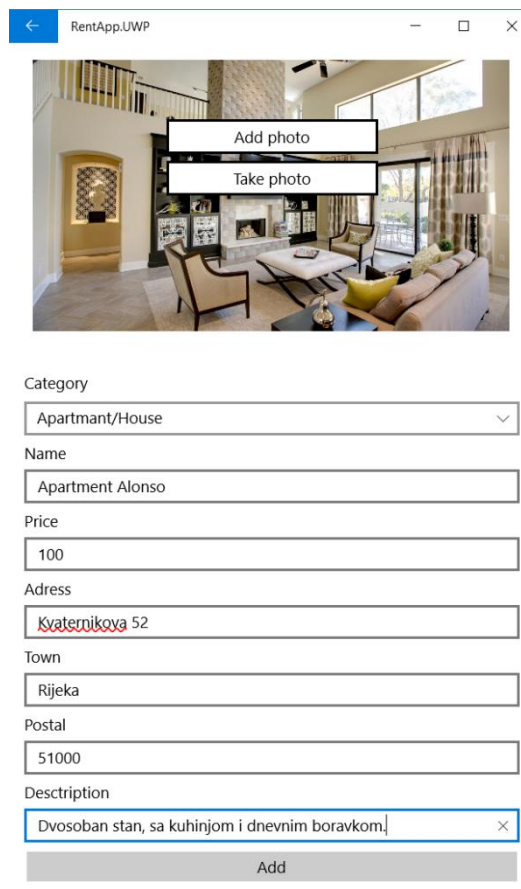 RentApp.UWP
Add photo
Take photo
Category
Apartmant/House
Name
Apartment Alonso
Price
100
Adress
Kvaternikova 52
Town
Rijeka
Postal
51000
Desctription
Dvosoban stan, sa kuhinjom i dnevnim boravkom.
Add